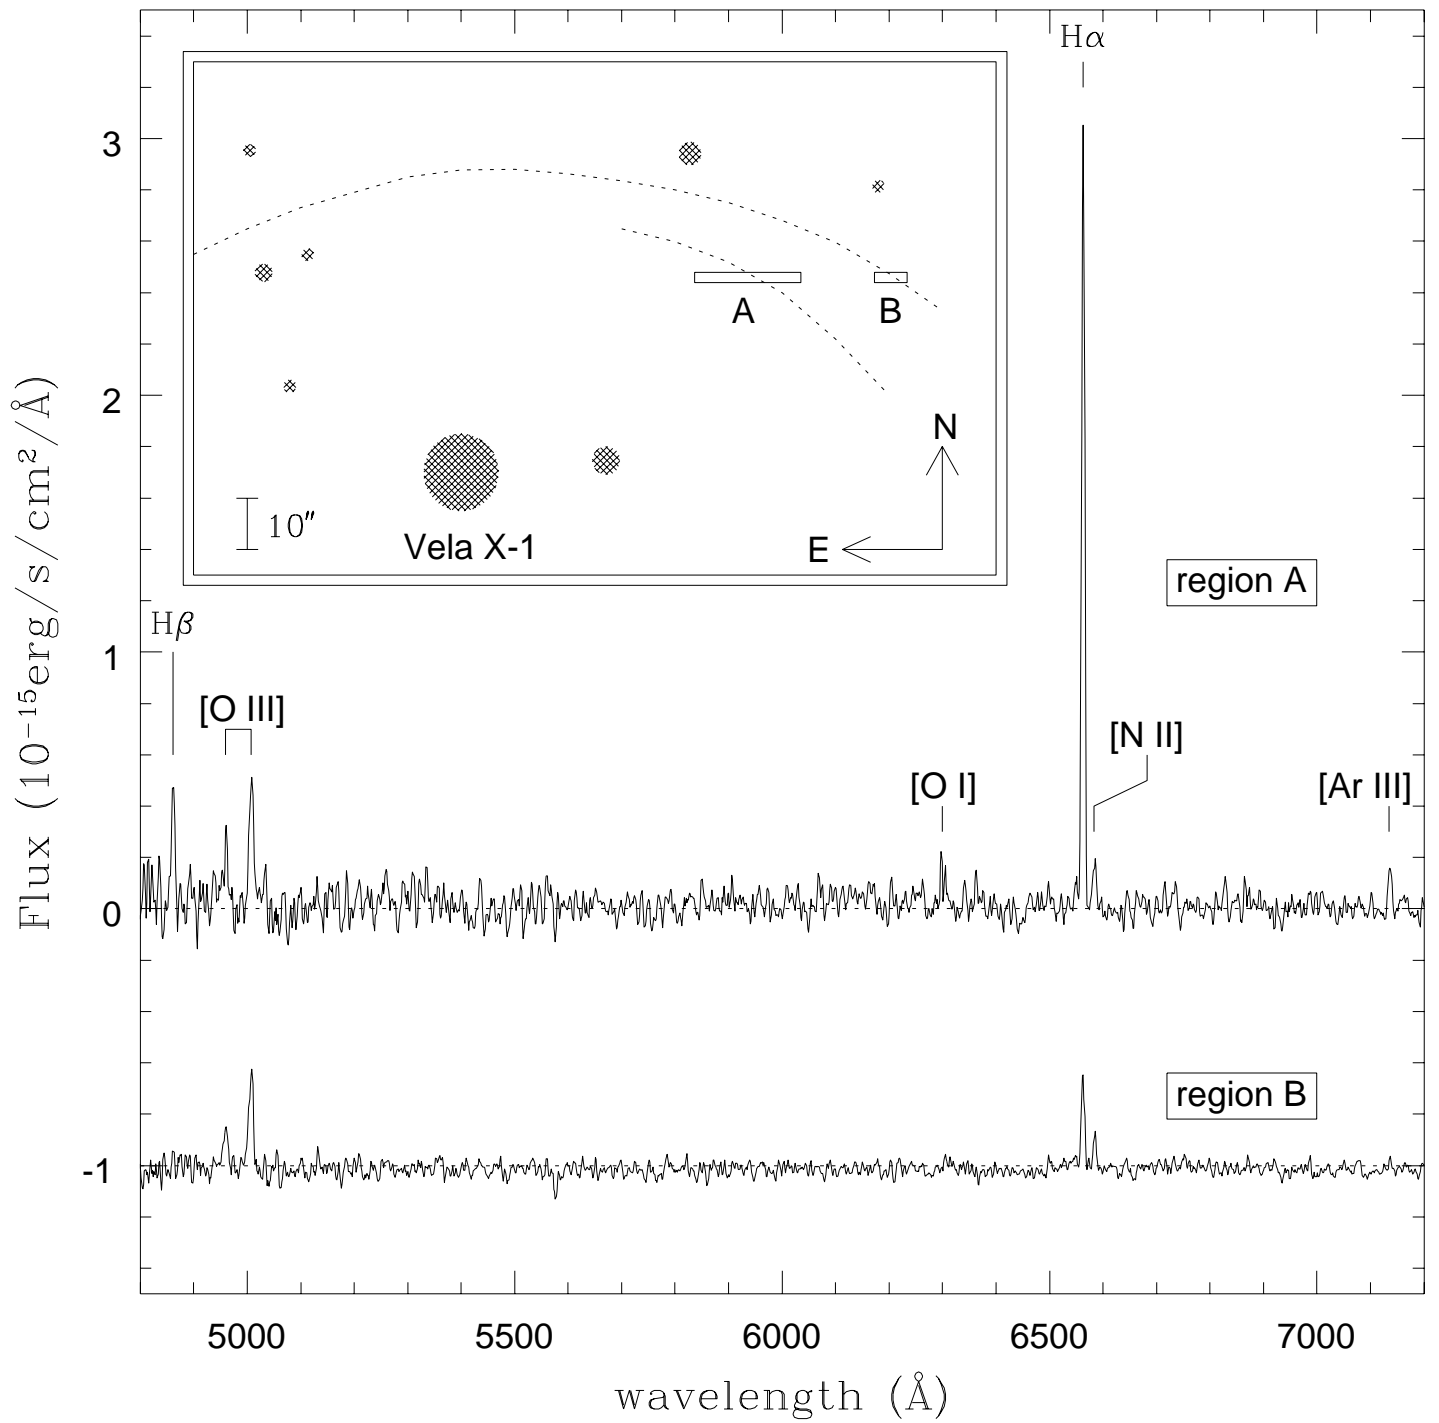 Hα
3
A
B
2
N
10″
Vela X-1
E
region A
Hβ
1
[O III]
[N II]
[O I]
[Ar III]
0
region B
-1
5000
5500
6000
6500
7000
wavelength (Å)
Flux (10⁻¹⁵erg/s/cm²/Å)